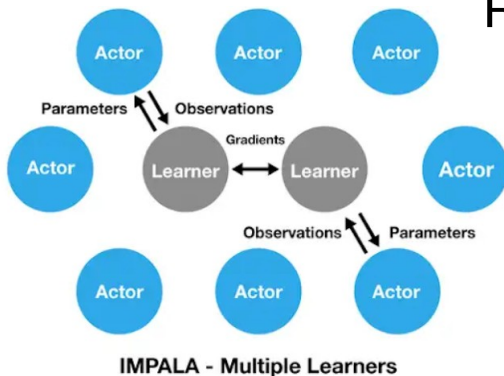 Actor Actor Actor
Parameters Observations
Gradients
Actor Learner Learner Actor
Observations Parameters
Actor Actor Actor
IMPALA - Multiple Learners